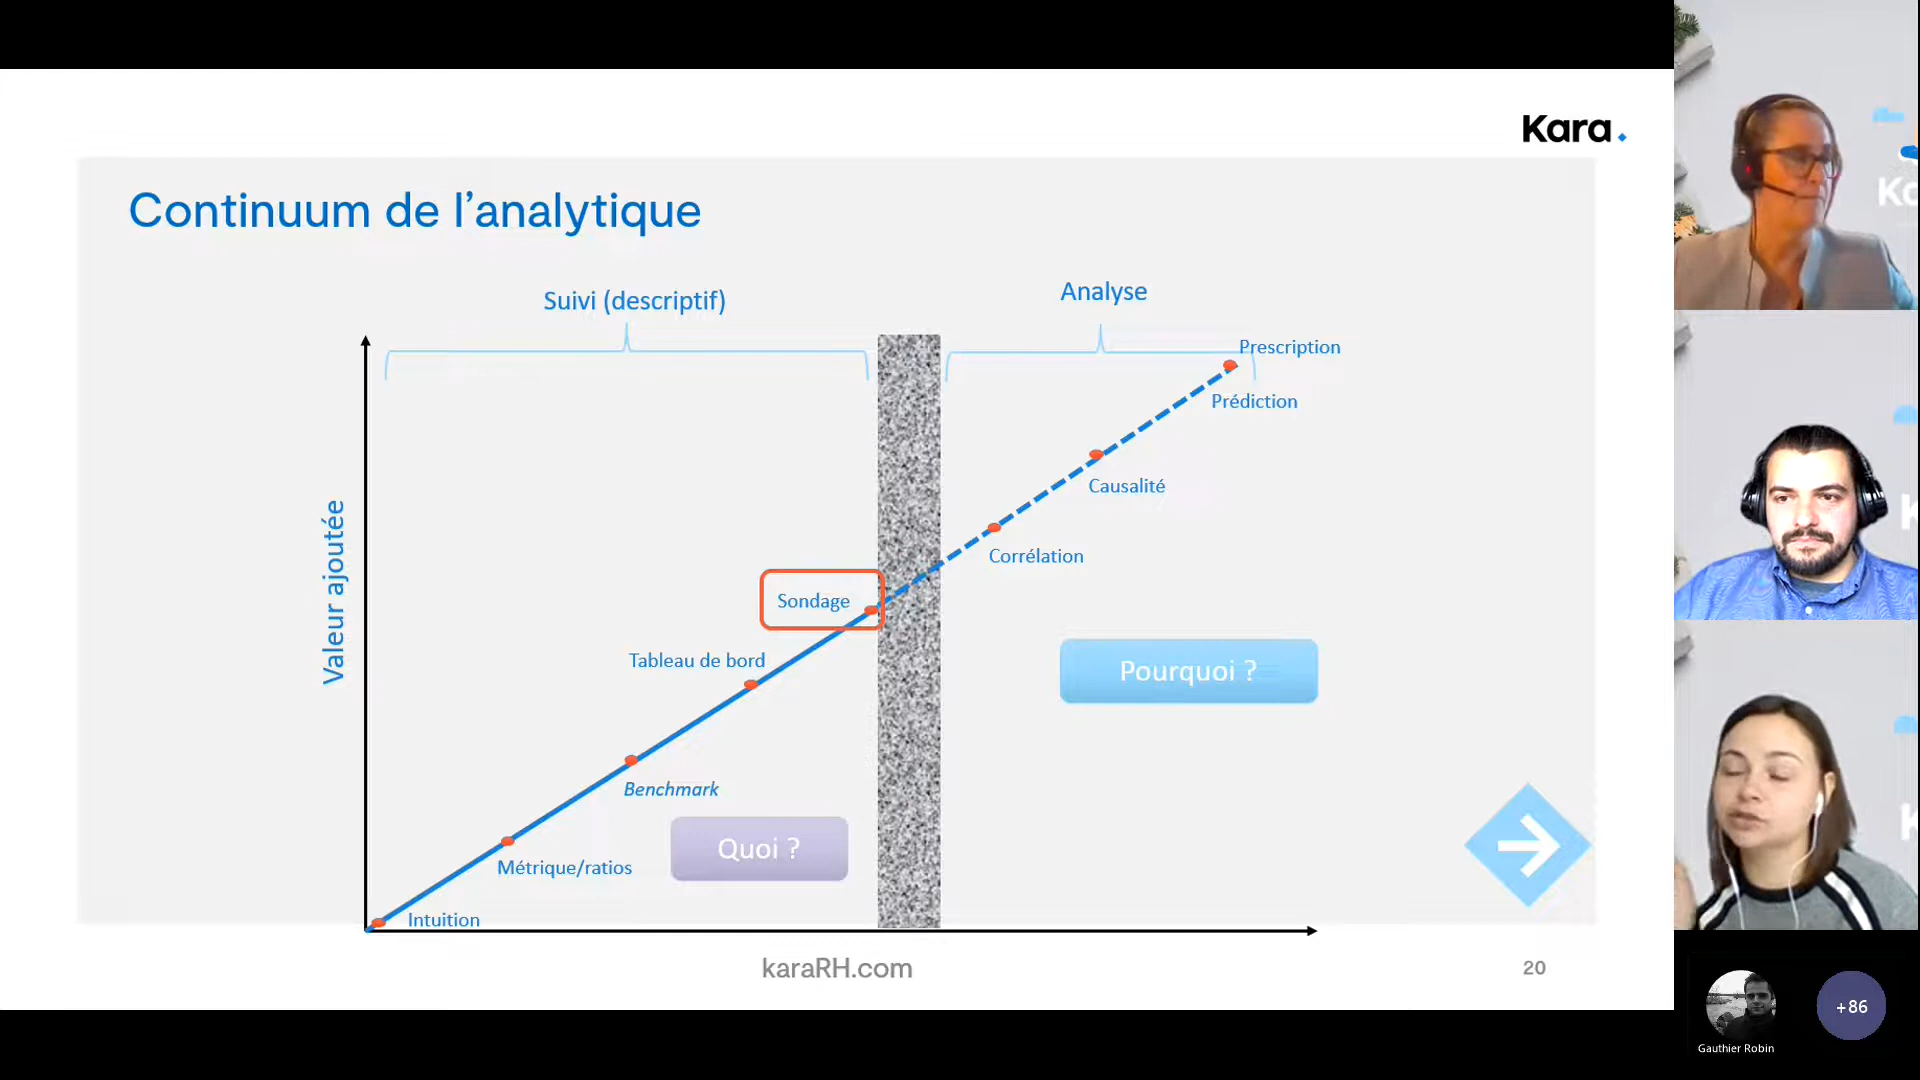 Kara.
Continuum de l’analytique
Suivi (descriptif)
Analyse
Prescription
Prédiction
Causalité
Corrélation
Sondage
Tableau de bord
Benchmark
Métrique/ratios
Intuition
Valeur ajoutée
Pourquoi ?
Quoi ?
karaRH.com
20
Gauthier Robin
+86